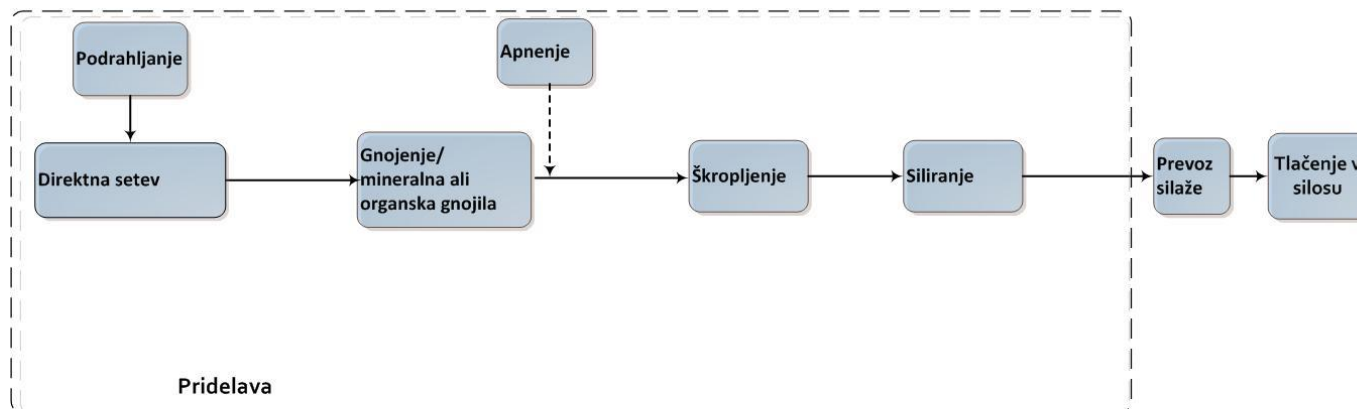 Podrahljanje
Apnenje
Direktna setev
Gnojenje/
mineralna ali
organska gnojila
Škropljenje
Siliranje
Prevoz
silaže
Tlačenje v
silosu
Pridelava